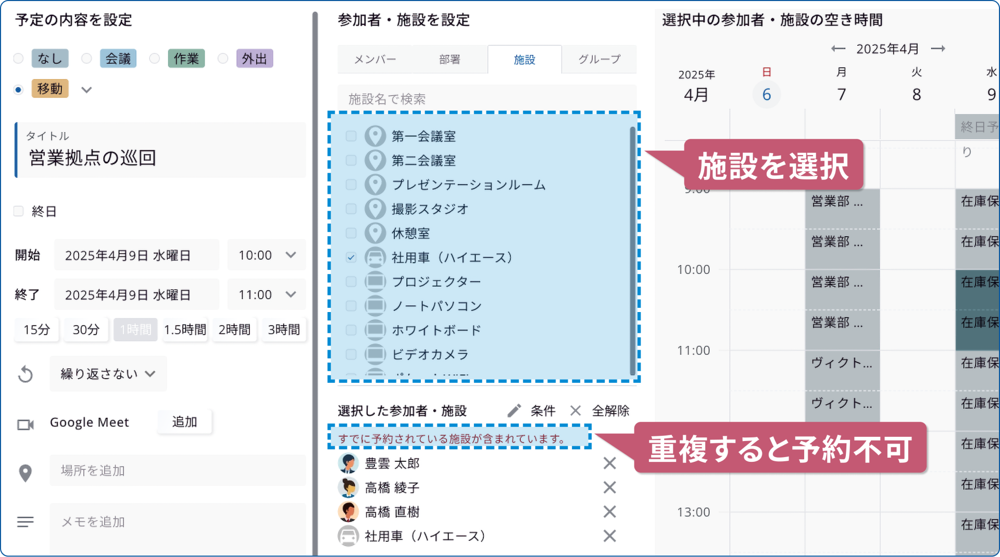 予定の内容を設定
なし
会議
作業
外出
移動
タイトル
営業拠点の巡回
終日
開始
2025年4月9日 水曜日
10:00
終了
2025年4月9日 水曜日
11:00
15分
30分
1時間
1.5時間
2時間
3時間
繰り返さない
Google Meet
追加
場所を追加
メモを追加
参加者・施設を設定
メンバー
部署
施設
グループ
施設名で検索
第一会議室
第二会議室
プレゼンテーションルーム
撮影スタジオ
休憩室
社用車（ハイエース）
プロジェクター
ノートパソコン
ホワイトボード
ビデオカメラ
選択した参加者・施設
条件
全解除
すでに予約されている施設が含まれています。
豊雲 太郎
高橋 綾子
高橋 直樹
社用車（ハイエース）
選択中の参加者・施設の空き時間
2025年4月
2025年
4月
日
6
月
7
火
8
水
9
終日予
り
施設を選択
9:00
営業部 ...
在庫保
営業部 ...
在庫保
10:00
営業部 ...
在庫保
営業部 ...
在庫保
11:00
ヴィクト...
在庫保
ヴィクト...
在庫保
重複すると予約不可
在庫保
在庫保
13:00
在庫保